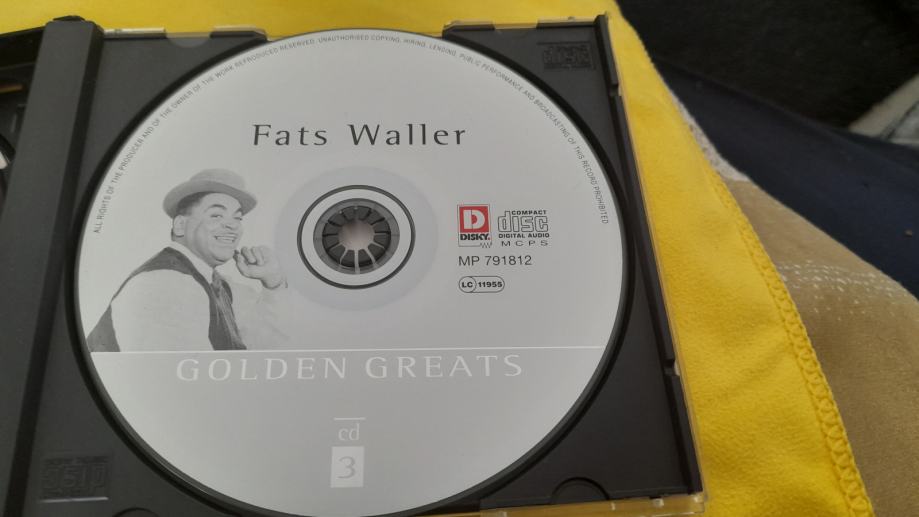 ALL RIGHTS OF THE PRODUCER AND OF THE OWNER OF THE WORK REPRODUCED RESERVED. UNAUTHORISED COPYING, HIRING, LENDING, PUBLIC PERFORMANCE AND BROADCASTING OF THIS RECORD PROHIBITED
Fats Waller
D
DISKY
COMPACT
disc
DIGITAL AUDIO
MCPS
MP 791812
LC 11955
GOLDEN GREATS
cd
3